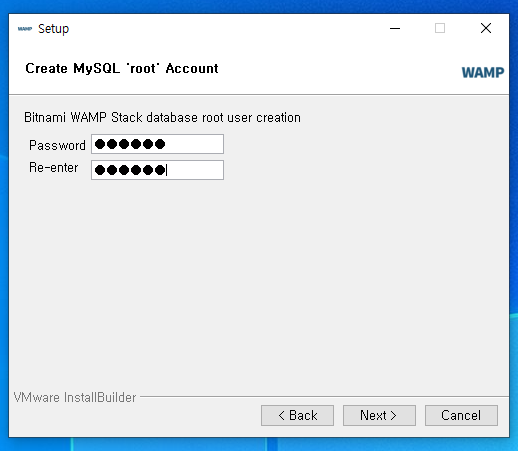 WAMP Setup
Create MySQL 'root' Account
WAMP
Bitnami WAMP Stack database root user creation
Password ●●●●●●
Re-enter ●●●●●●
VMware InstallBuilder
< Back Next > Cancel